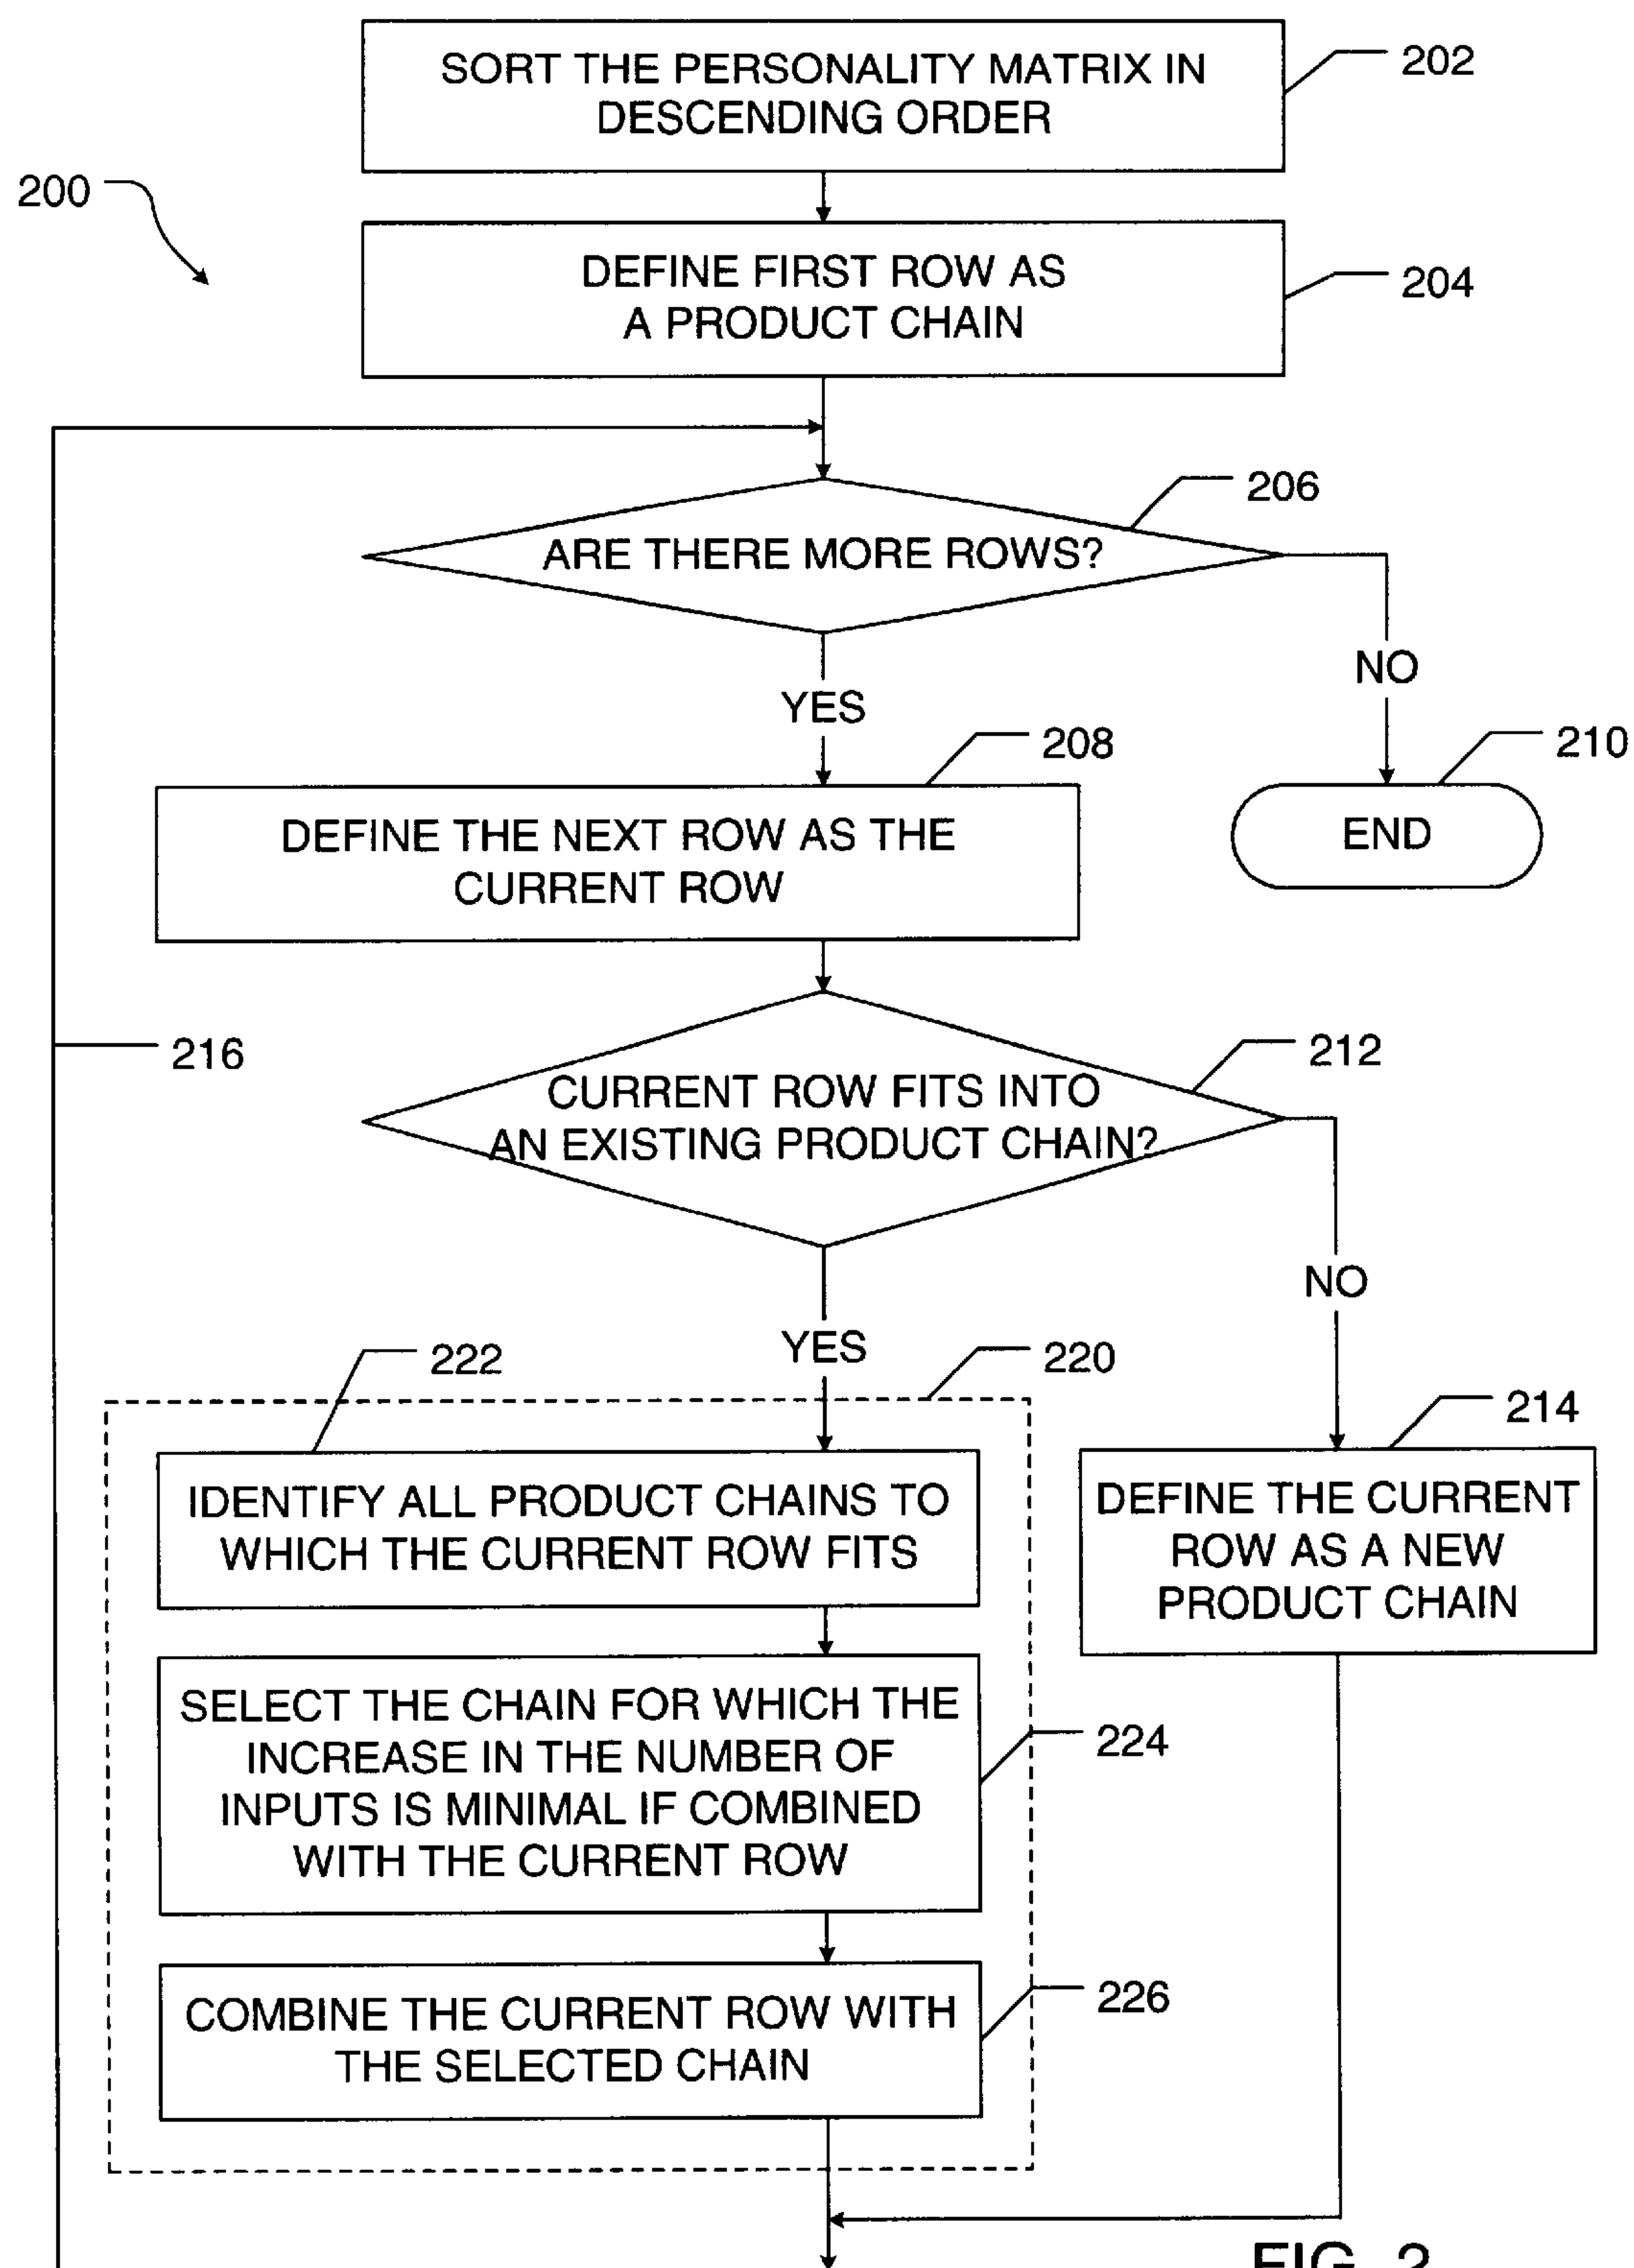 SORT THE PERSONALITY MATRIX IN
DESCENDING ORDER
202
200
DEFINE FIRST ROW AS
A PRODUCT CHAIN
204
206
ARE THERE MORE ROWS?
NO
YES
208
210
DEFINE THE NEXT ROW AS THE
CURRENT ROW
END
216
212
CURRENT ROW FITS INTO
AN EXISTING PRODUCT CHAIN?
NO
YES
222
220
214
IDENTIFY ALL PRODUCT CHAINS TO
WHICH THE CURRENT ROW FITS
DEFINE THE CURRENT
ROW AS A NEW
PRODUCT CHAIN
SELECT THE CHAIN FOR WHICH THE
INCREASE IN THE NUMBER OF
INPUTS IS MINIMAL IF COMBINED
WITH THE CURRENT ROW
224
COMBINE THE CURRENT ROW WITH
THE SELECTED CHAIN
226
FIG. 2